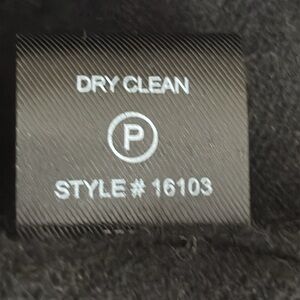 DRY CLEAN
P
STYLE # 16103